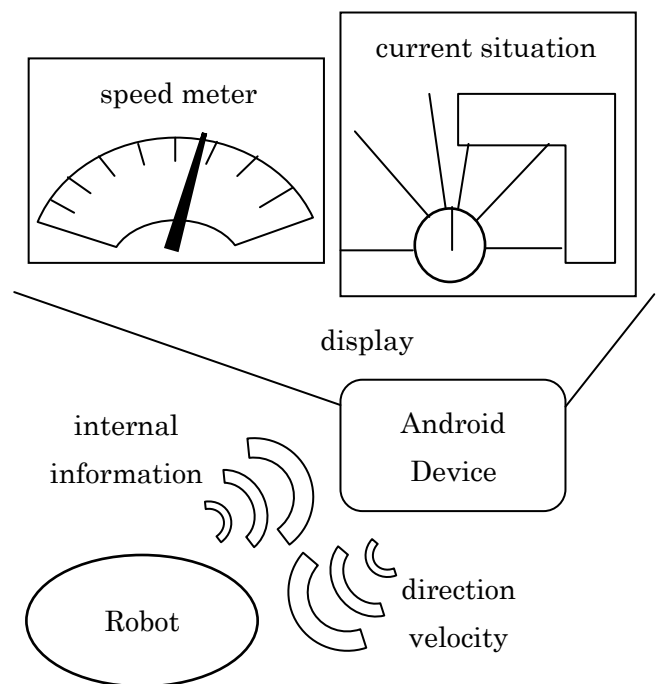 current situation
speed meter
display
Android
Device
internal
information
direction
velocity
Robot